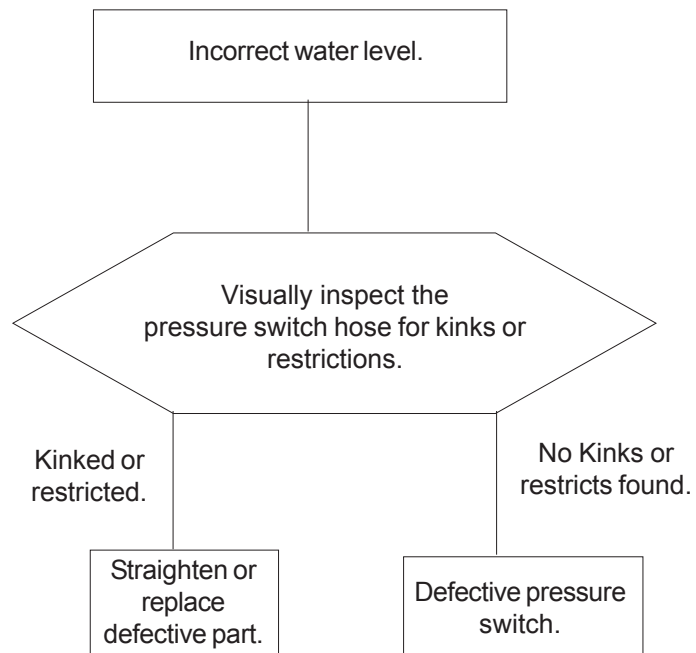 Incorrect water level.
Visually inspect the
pressure switch hose for kinks or
restrictions.
Kinked or
restricted.
No Kinks or
restricts found.
Straighten or
replace
defective part.
Defective pressure
switch.